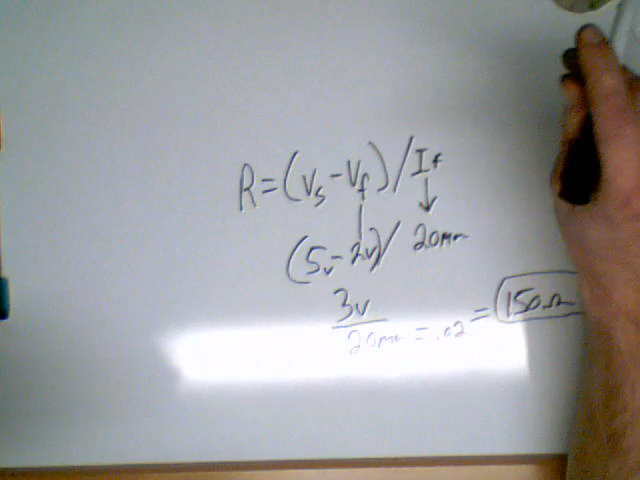 R=(Vs-Vf)/If
(5v-2v)/20ma
3v
20ma = .02 = 150Ω